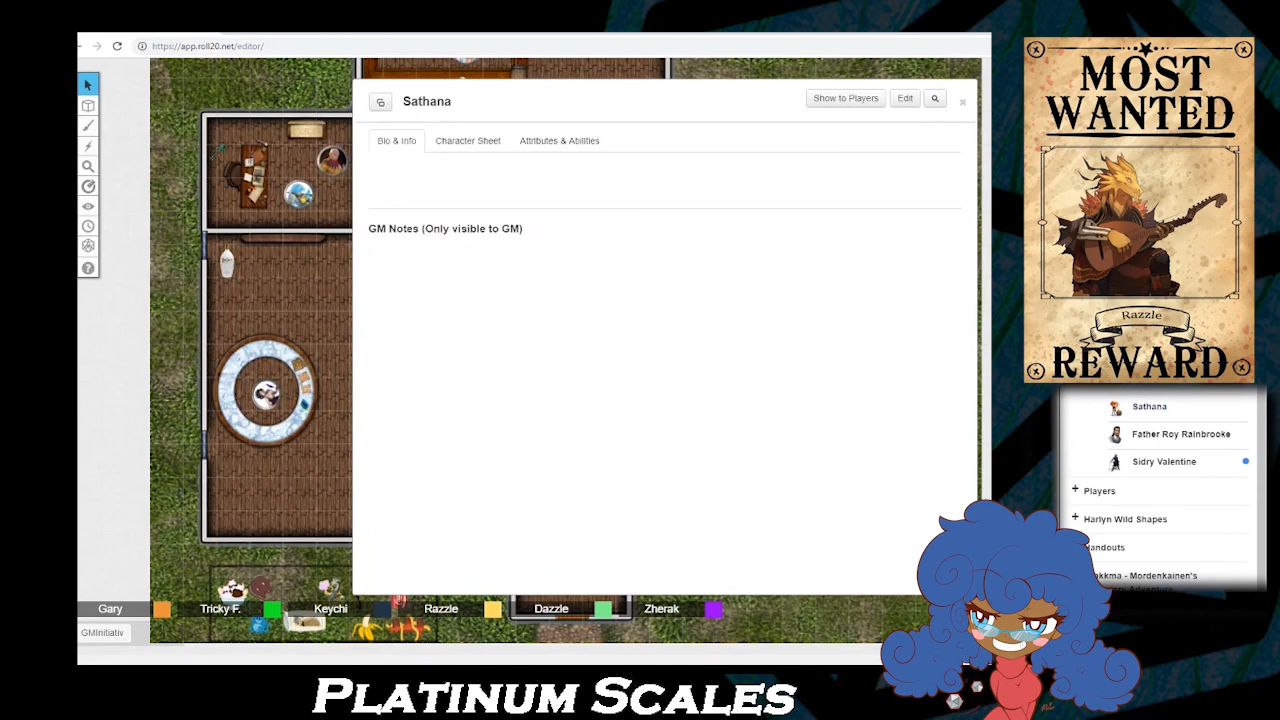 https://app.roll20.net/editor/
Sathana
Show to Players
Edit
Bio & Info
Character Sheet
Attributes & Abilities
GM Notes (Only visible to GM)
MOST
WANTED
Razzle
REWARD
Sathana
Father Roy Rainbrooke
Sidry Valentine
Players
Harlyn Wild Shapes
Handouts
Mordenkainen's
Gary
Tricky F.
Keychi
Razzle
Dazzle
Zherak
GMInitiativ
PLATINUM SCALES